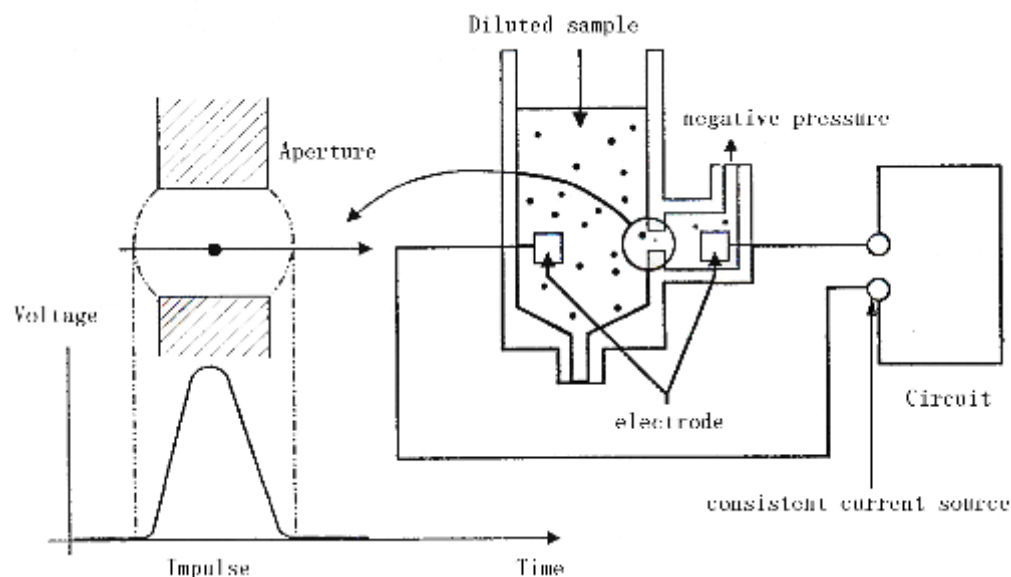 Diluted sample
negative pressure
Aperture
Voltage
Circuit
electrode
consistent current source
Impulse
Time